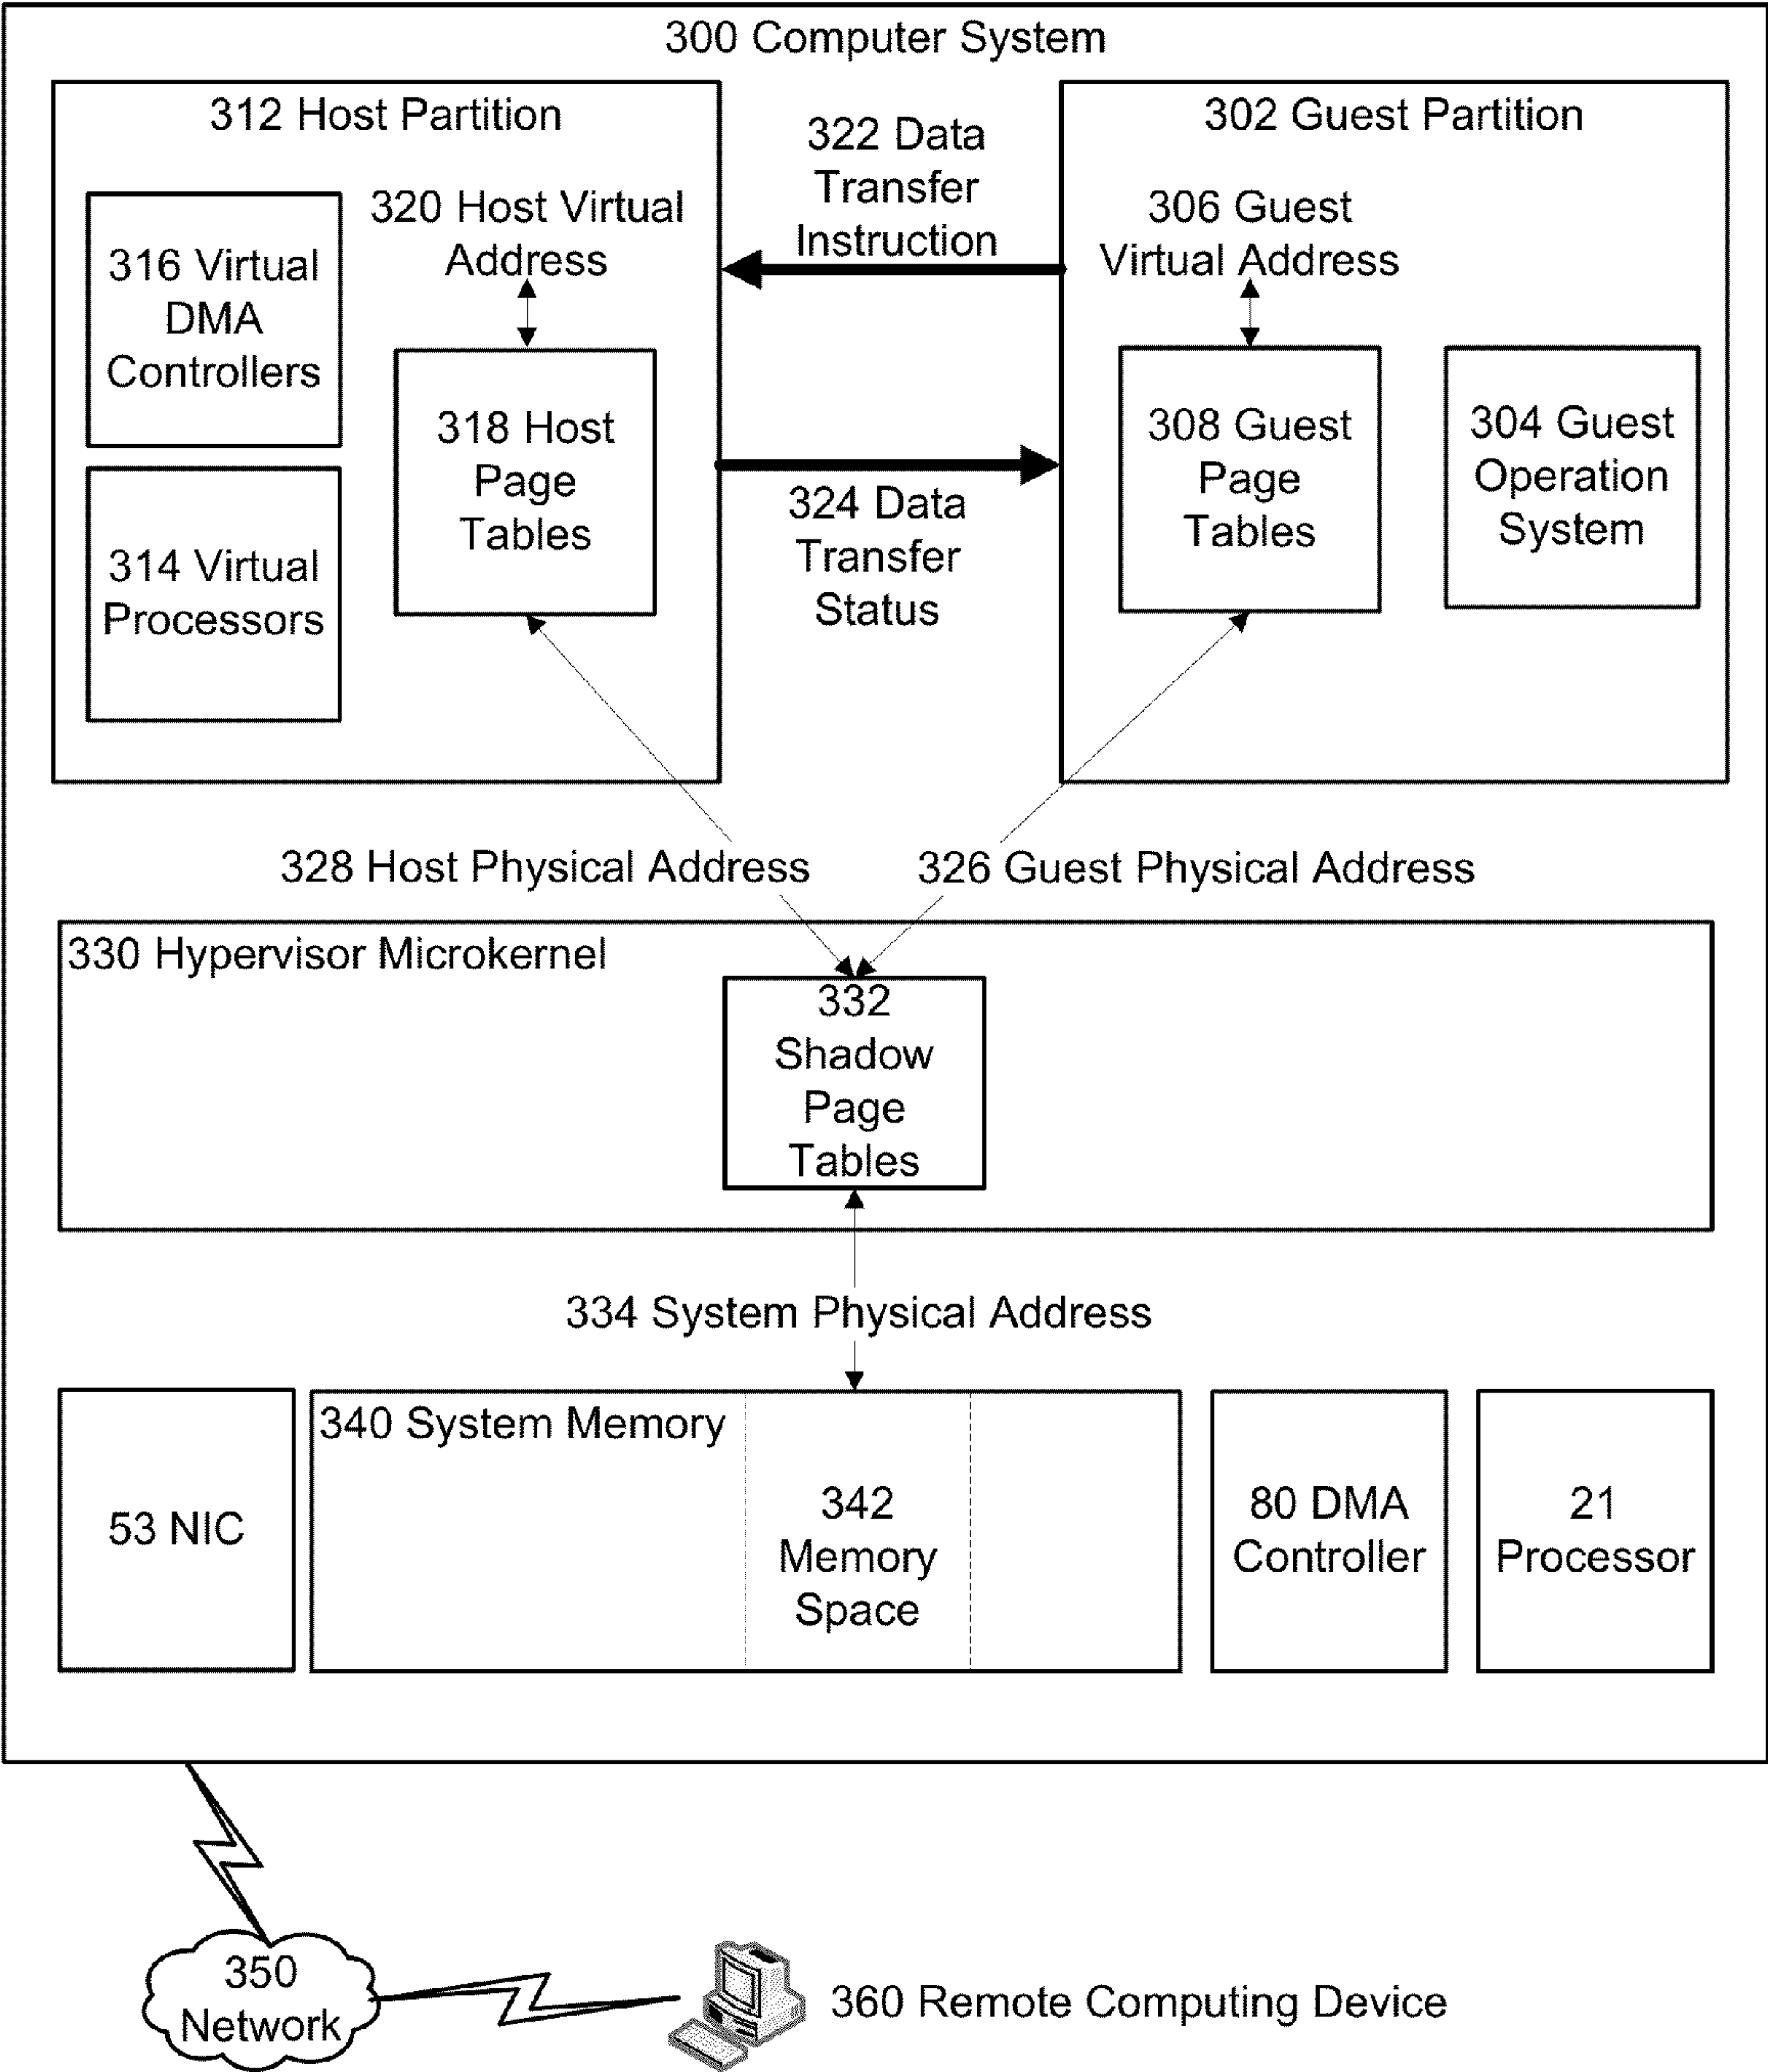 300 Computer System
312 Host Partition
302 Guest Partition
322 Data
Transfer
Instruction
320 Host Virtual
Address
306 Guest
Virtual Address
316 Virtual
DMA
Controllers
318 Host
Page
Tables
308 Guest
Page
Tables
304 Guest
Operation
System
324 Data
Transfer
Status
314 Virtual
Processors
328 Host Physical Address
326 Guest Physical Address
330 Hypervisor Microkernel
332
Shadow
Page
Tables
334 System Physical Address
53 NIC
340 System Memory
342
Memory
Space
80 DMA
Controller
21
Processor
350
Network
360 Remote Computing Device